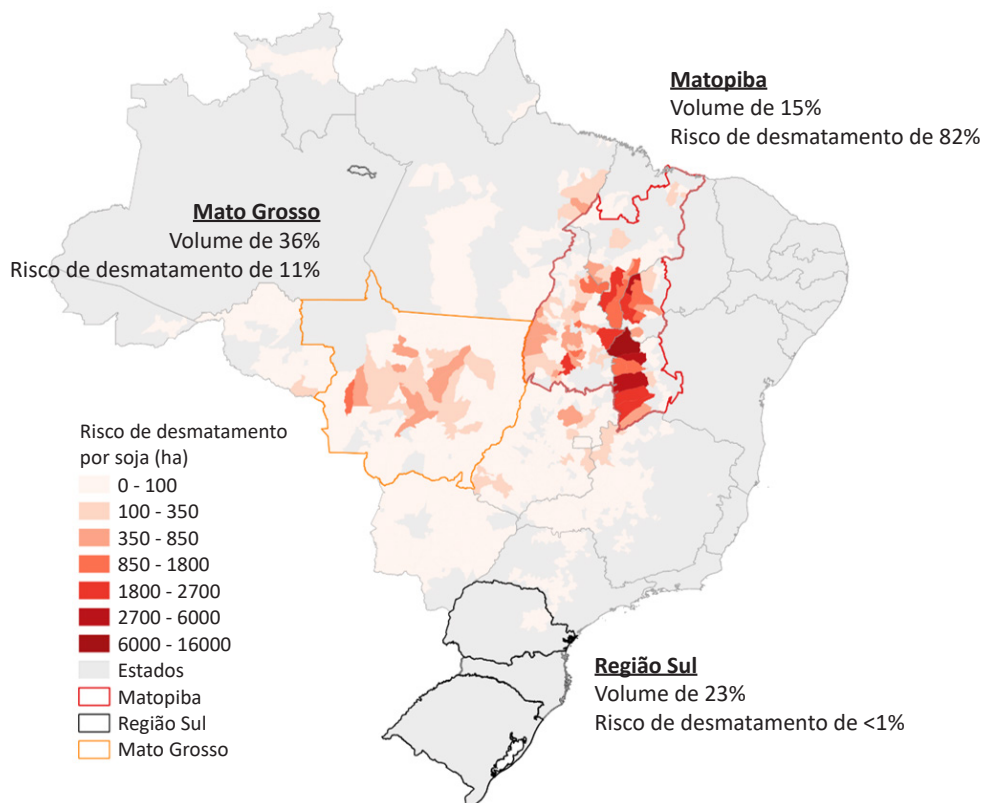 Matopiba
Volume de 15%
Risco de desmatamento de 82%
Mato Grosso
Volume de 36%
Risco de desmatamento de 11%
Risco de desmatamento
por soja (ha)
0 - 100
100 - 350
350 - 850
850 - 1800
1800 - 2700
2700 - 6000
6000 - 16000
Estados
Matopiba
Região Sul
Mato Grosso
Região Sul
Volume de 23%
Risco de desmatamento de <1%